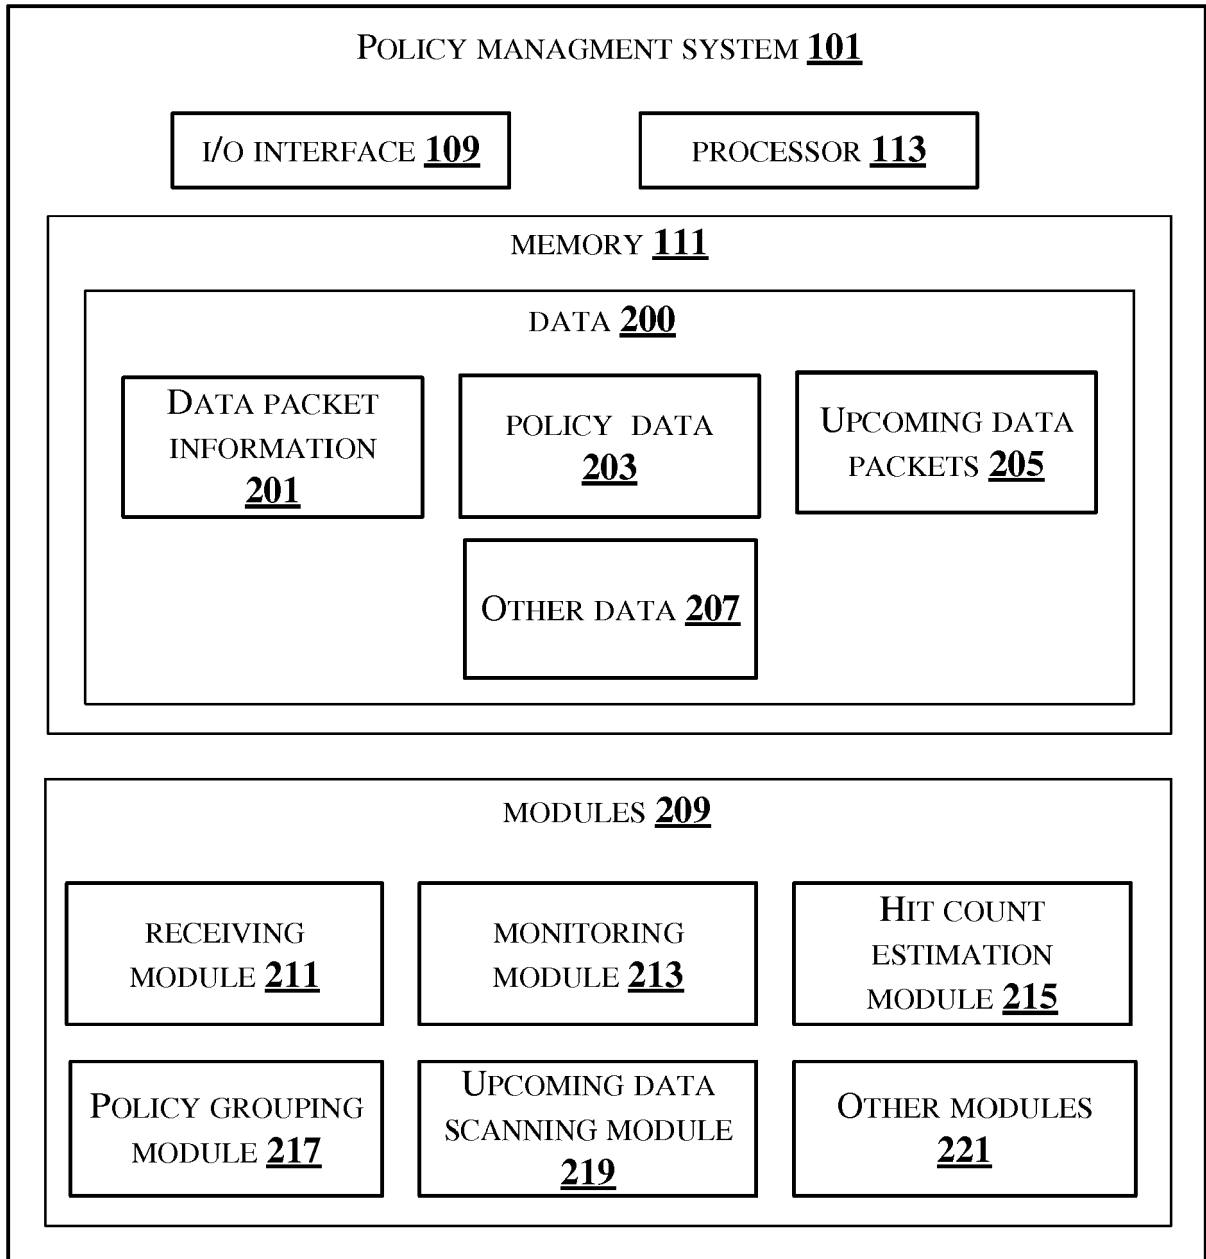 POLICY MANAGMENT SYSTEM 101
I/O INTERFACE 109
PROCESSOR 113
MEMORY 111
DATA 200
DATA PACKET
INFORMATION
201
POLICY DATA
203
UPCOMING DATA
PACKETS 205
OTHER DATA 207
MODULES 209
RECEIVING
MODULE 211
MONITORING
MODULE 213
HIT COUNT
ESTIMATION
MODULE 215
POLICY GROUPING
MODULE 217
UPCOMING DATA
SCANNING MODULE
219
OTHER MODULES
221